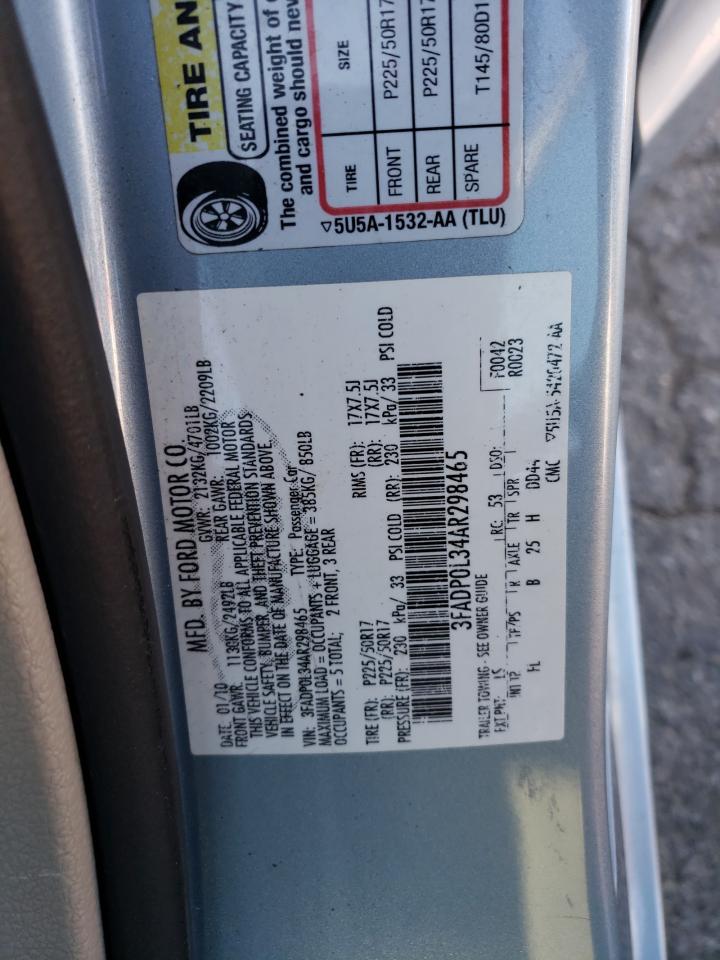 TIRE AN
SEATING CAPACITY
The combined weight of
and cargo should nev
TIRE SIZE
FRONT P225/50R17
REAR P225/50R17
SPARE T145/80D1
5U5A-1532-AA (TLU)
MFD. BY FORD MOTOR CO.
DATE: 01/10 GVWR: 2132KG/4701LB
FRONT GAWR: 1130KG/2492LB REAR GAWR: 1002KG/2209LB
THIS VEHICLE CONFORMS TO ALL APPLICABLE FEDERAL MOTOR
VEHICLE SAFETY, BUMPER, AND THEFT PREVENTION STANDARDS
IN EFFECT ON THE DATE OF MANUFACTURE SHOWN ABOVE.
VIN: 3FADP0L34AR298465 TYPE: Passenger Car
MAXIMUM LOAD = OCCUPANTS + LUGGAGE = 385KG/ 850LB
OCCUPANTS = 5 TOTAL; 2 FRONT, 3 REAR
TIRE (FR): P225/50R17 RIMS (FR): 17X7.5J
(RR): P225/50R17 (RR): 17X7.5J
PRESSURE (FR): 230 kPa/ 33 PSI COLD (RR): 230 kPa/ 33 PSI COLD
3FADP0L34AR298465
TRAILER TOWING - SEE OWNER GUIDE F0042
EXT PNT: RC: 53 DSO: R0023
INT TR TP/PS R AXLE TR SPR
B 25 H DD44
CMC